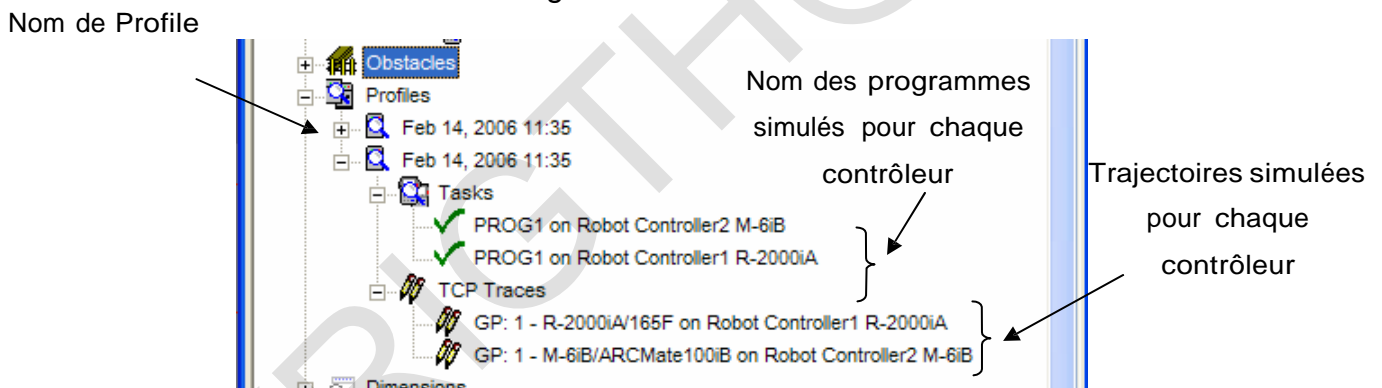 Nom de Profile
Obstacles
Profiles
Feb 14, 2006 11:35
Feb 14, 2006 11:35
Tasks
PROG1 on Robot Controller2 M-6iB
PROG1 on Robot Controller1 R-2000iA
TCP Traces
GP: 1 - R-2000iA/165F on Robot Controller1 R-2000iA
GP: 1 - M-6iB/ARCMate100iB on Robot Controller2 M-6iB
Dimensions
Nom des programmes
simulés pour chaque
contrôleur
Trajectoires simulées
pour chaque
contrôleur